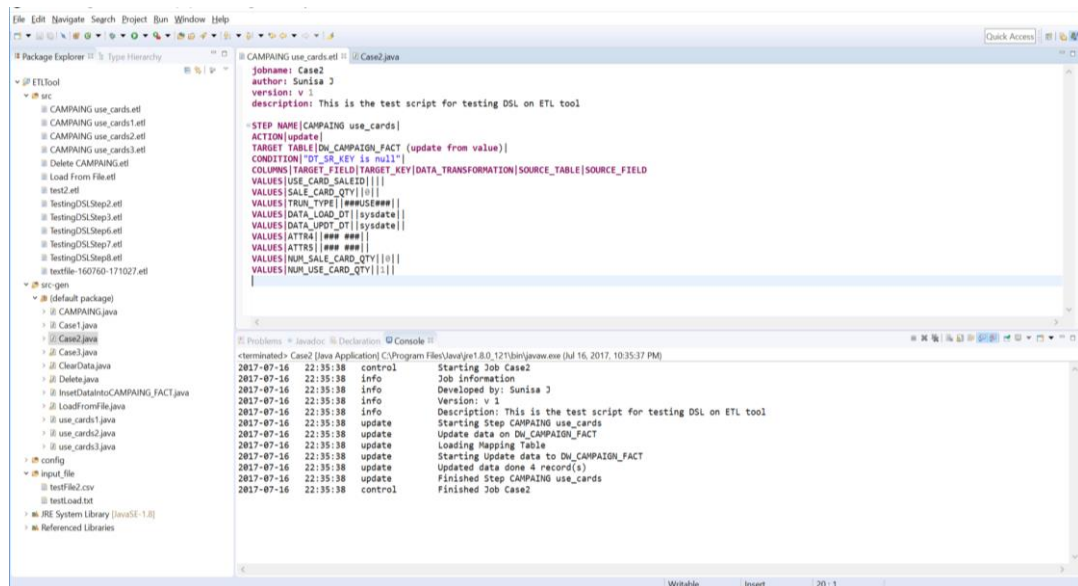 File Edit Navigate Search Project Run Window Help
Quick Access
Package Explorer Type Hierarchy
ETLTool
src
CAMPAING use_cards.etl
CAMPAING use_cards1.etl
CAMPAING use_cards2.etl
CAMPAING use_cards3.etl
Delete CAMPAING.etl
Load From File.etl
test2.etl
TestingDSLStep2.etl
TestingDSLStep3.etl
TestingDSLStep6.etl
TestingDSLStep7.etl
TestingDSLStep8.etl
textfile-160760-171027.etl
src-gen
(default package)
CAMPAING.java
Case1.java
Case2.java
Case3.java
ClearData.java
Delete.java
InsetDataIntoCAMPAING_FACT.java
LoadFromFile.java
use_cards1.java
use_cards2.java
use_cards3.java
config
input_file
testFile2.csv
testLoad.txt
JRE System Library [JavaSE-1.8]
Referenced Libraries
CAMPAING use_cards.etl Case2.java
jobname: Case2
author: Sunisa J
version: v 1
description: This is the test script for testing DSL on ETL tool
STEP NAME|CAMPAING use_cards|
ACTION|update|
TARGET TABLE|DW_CAMPAIGN_FACT (update from value)|
CONDITION|"DT_SR_KEY is null"|
COLUMNS|TARGET_FIELD|TARGET_KEY|DATA_TRANSFORMATION|SOURCE_TABLE|SOURCE_FIELD
VALUES|USE_CARD_SALEID||||
VALUES|SALE_CARD_QTY||0||
VALUES|TRUN_TYPE||###USE###||
VALUES|DATA_LOAD_DT||sysdate||
VALUES|DATA_UPDT_DT||sysdate||
VALUES|ATTR4||### ###||
VALUES|ATTR5||### ###||
VALUES|NUM_SALE_CARD_QTY||0||
VALUES|NUM_USE_CARD_QTY||1||
Problems Javadoc Declaration Console
<terminated> Case2 [Java Application] C:\Program Files\Java\jre1.8.0_121\bin\javaw.exe (Jul 16, 2017, 10:35:37 PM)
2017-07-16 22:35:38 control Starting Job Case2
2017-07-16 22:35:38 info Job information
2017-07-16 22:35:38 info Developed by: Sunisa J
2017-07-16 22:35:38 info Version: v 1
2017-07-16 22:35:38 info Description: This is the test script for testing DSL on ETL tool
2017-07-16 22:35:38 update Starting Step CAMPAING use_cards
2017-07-16 22:35:38 update Update data on DW_CAMPAIGN_FACT
2017-07-16 22:35:38 update Loading Mapping Table
2017-07-16 22:35:38 update Starting Update data to DW_CAMPAIGN_FACT
2017-07-16 22:35:38 update Updated data done 4 record(s)
2017-07-16 22:35:38 update Finished Step CAMPAING use_cards
2017-07-16 22:35:38 control Finished Job Case2
Writable Insert 20 : 1